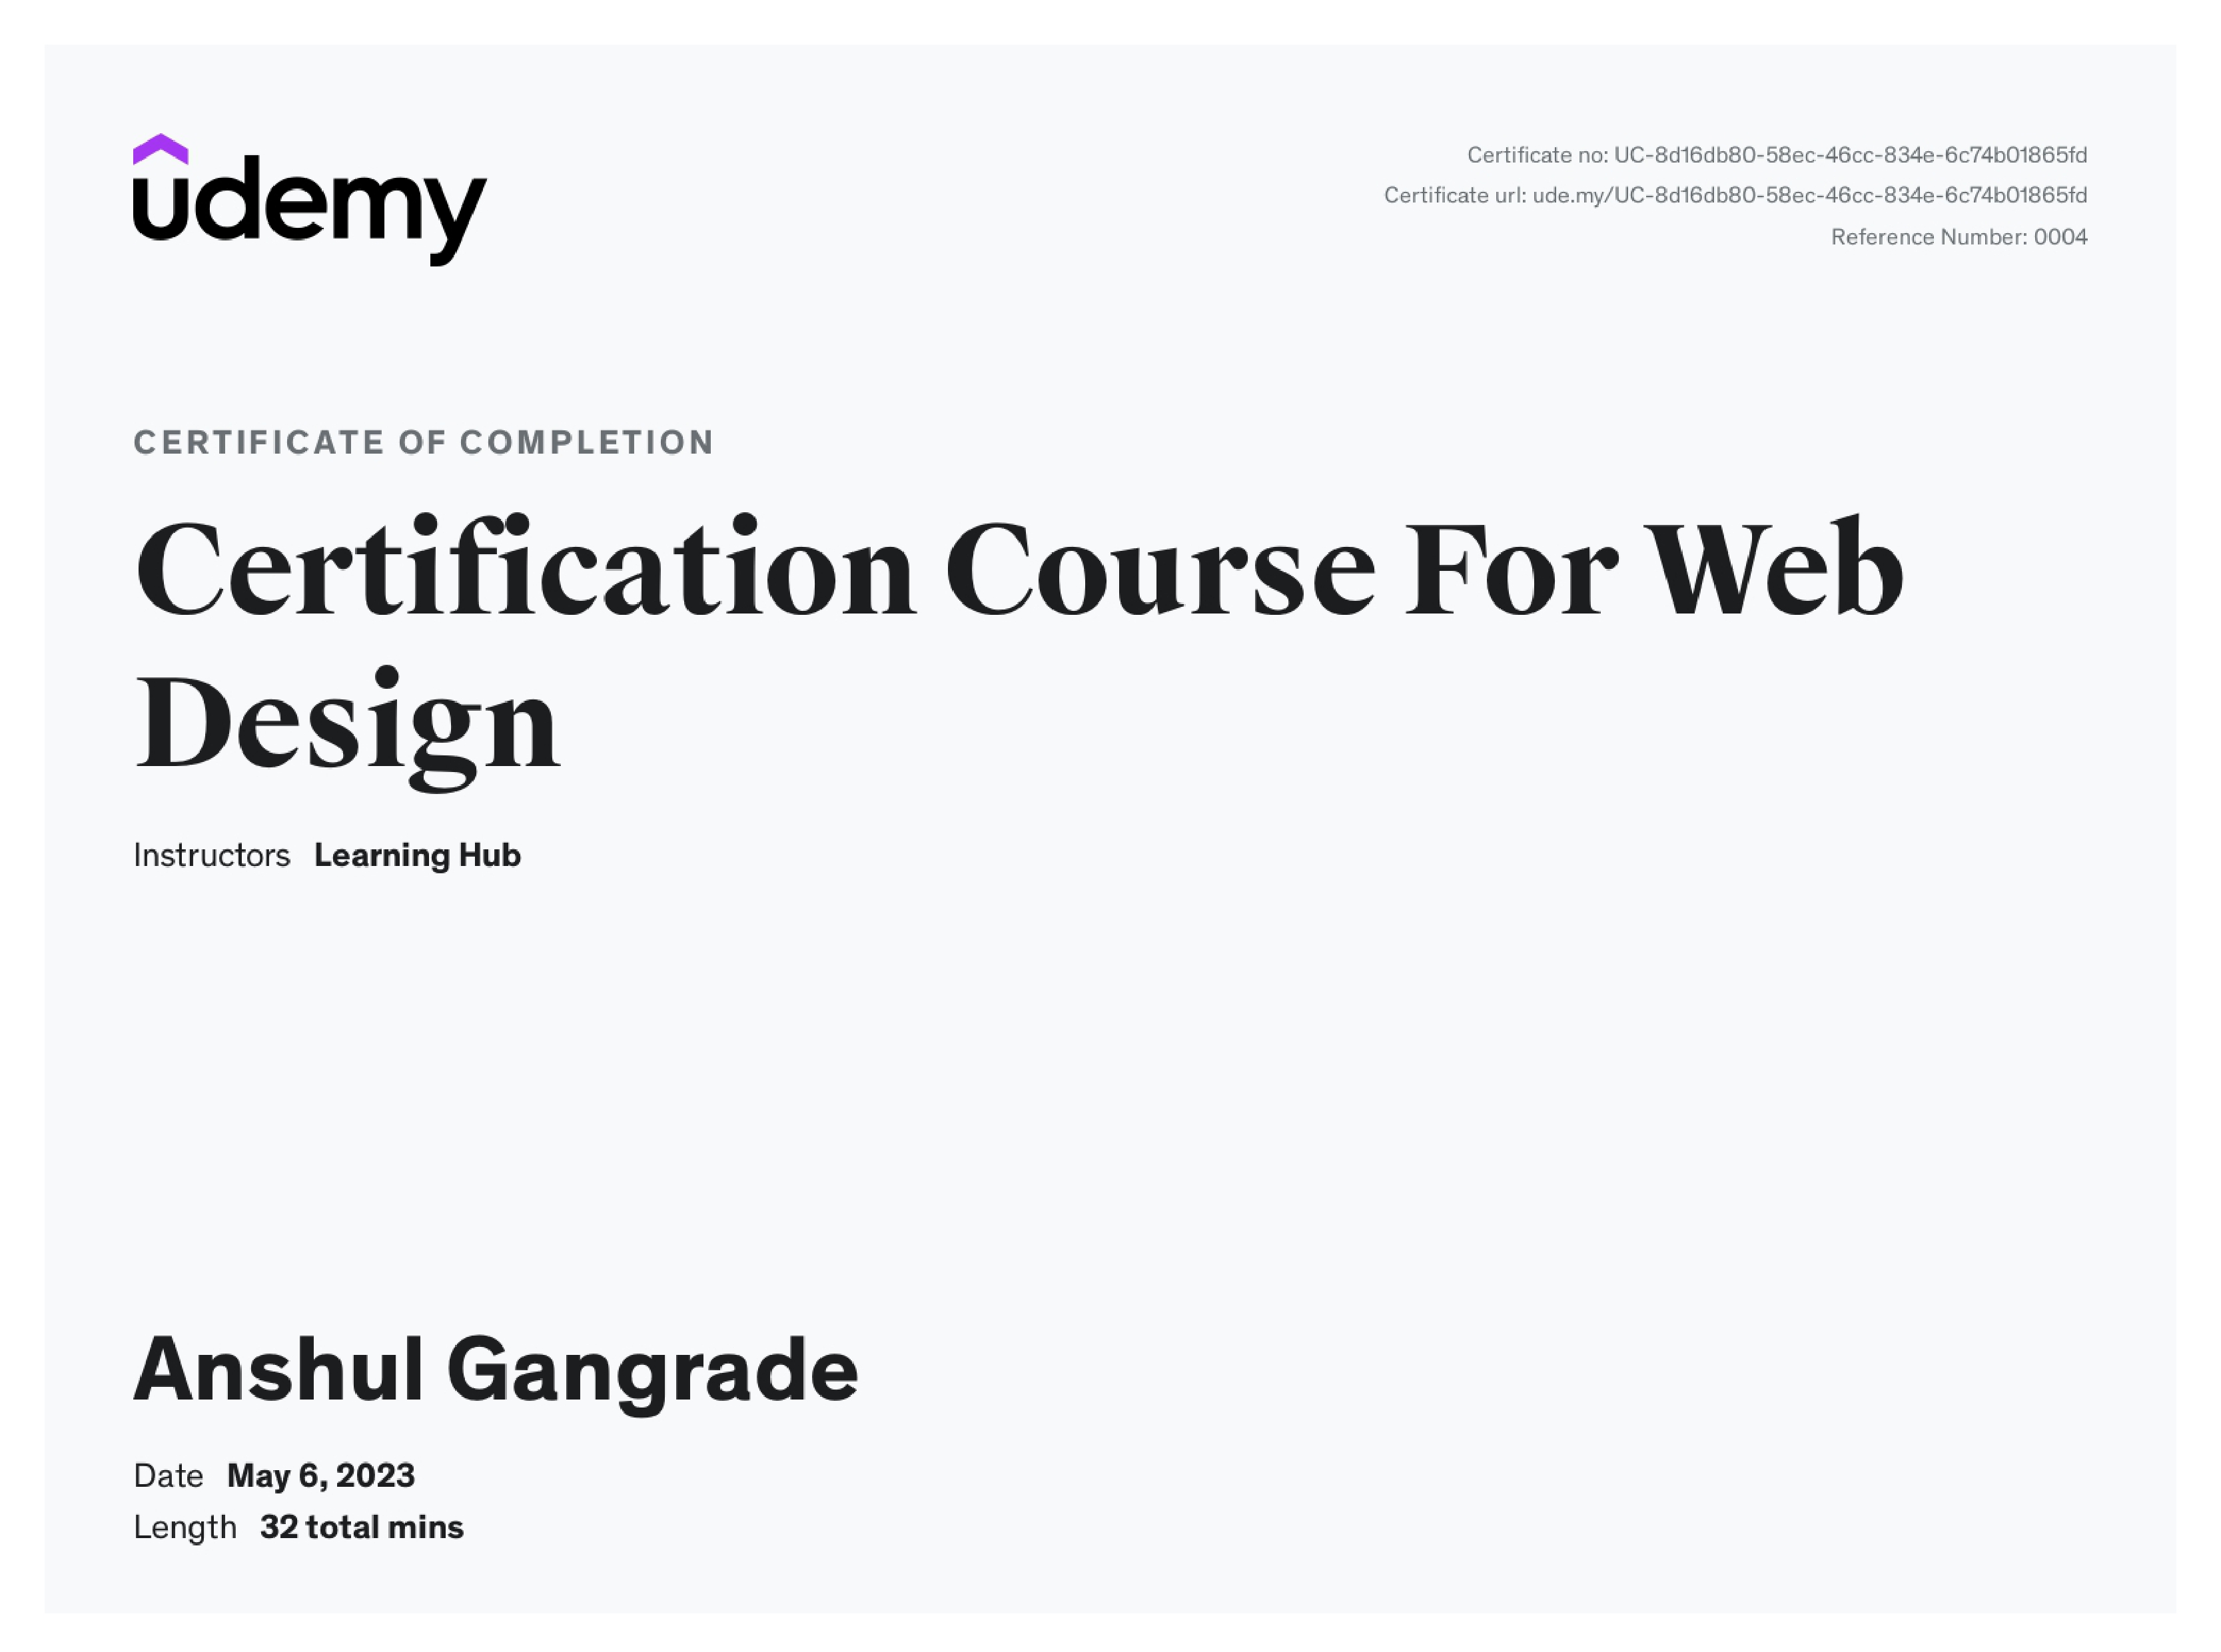 udemy
Certificate no: UC-8d16db80-58ec-46cc-834e-6c74b01865fd
Certificate url: ude.my/UC-8d16db80-58ec-46cc-834e-6c74b01865fd
Reference Number: 0004
CERTIFICATE OF COMPLETION
Certification Course For Web
Design
Instructors Learning Hub
Anshul Gangrade
Date May 6, 2023
Length 32 total mins